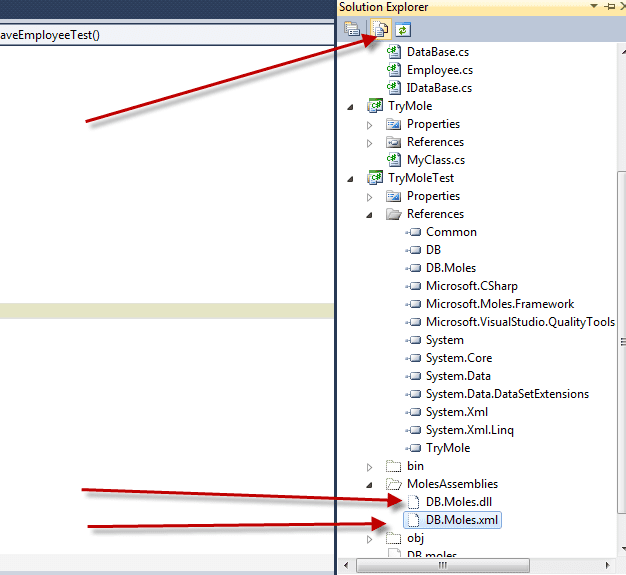 Solution Explorer
aveEmployeeTest()
DataBase.cs
Employee.cs
IDataBase.cs
TryMole
Properties
References
MyClass.cs
TryMoleTest
Properties
References
Common
DB
DB.Moles
Microsoft.CSharp
Microsoft.Moles.Framework
Microsoft.VisualStudio.QualityTools
System
System.Core
System.Data
System.Data.DataSetExtensions
System.Xml
System.Xml.Linq
TryMole
bin
MolesAssemblies
DB.Moles.dll
DB.Moles.xml
obj
DB.moles